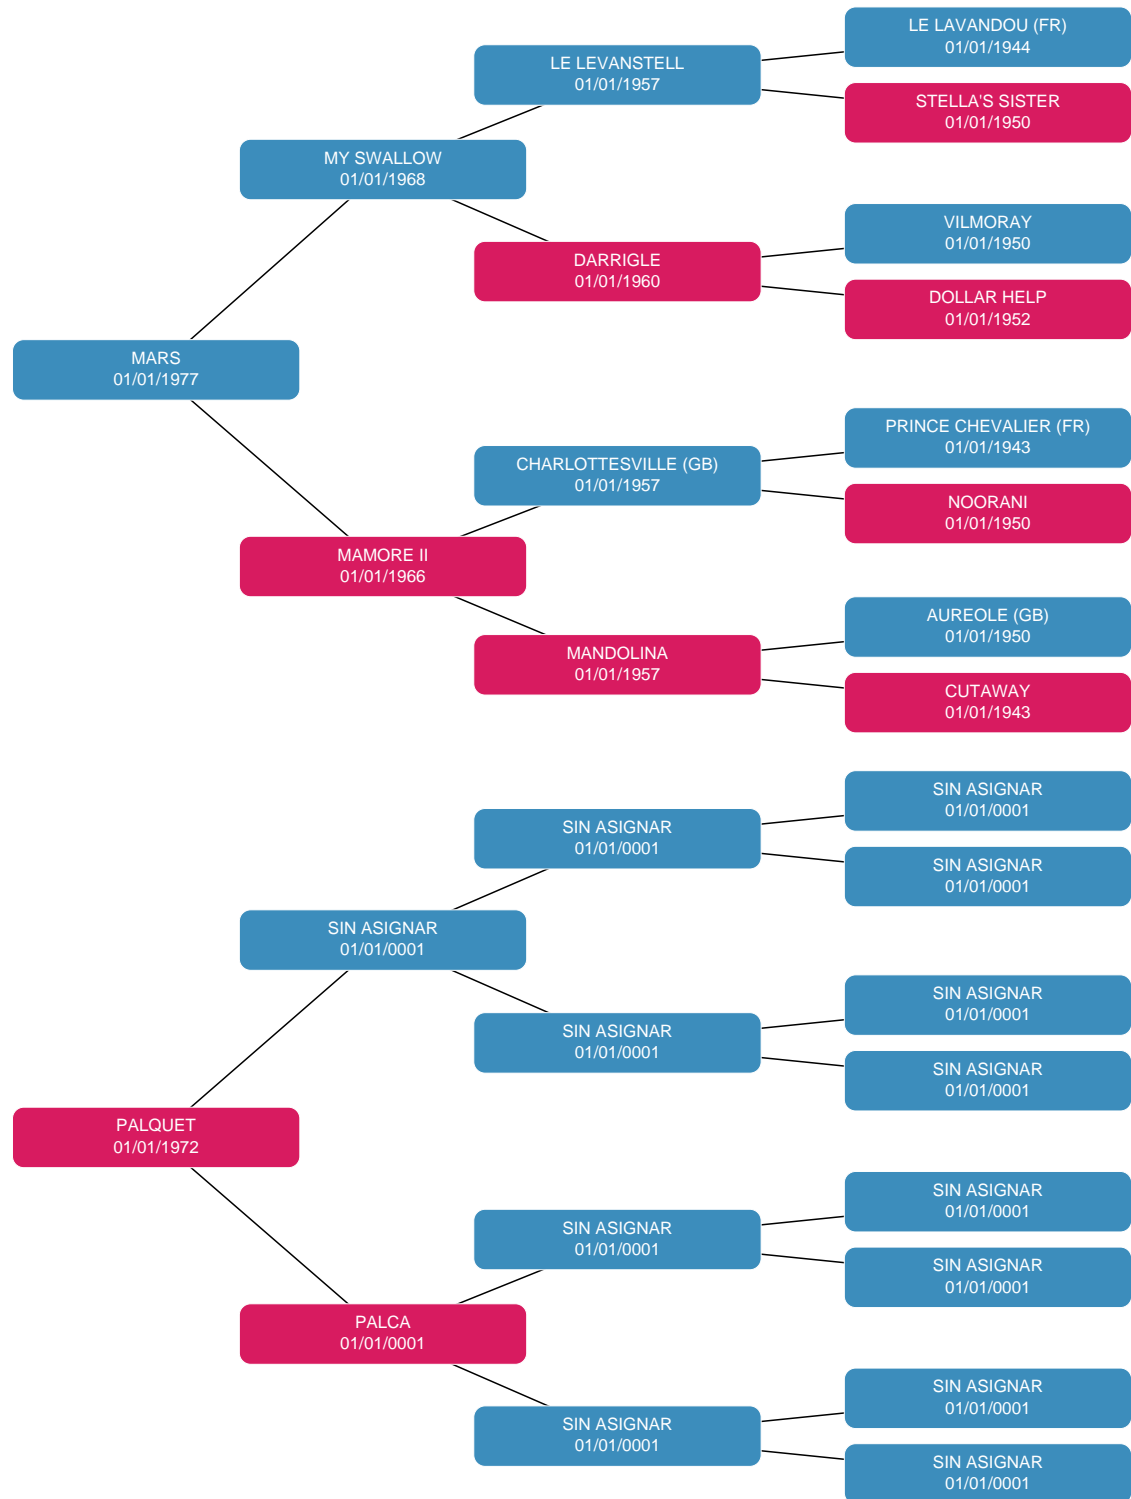 LE LAVANDOU (FR)
01/01/1944
LE LEVANSTELL
01/01/1957
STELLA'S SISTER
01/01/1950
MY SWALLOW
01/01/1968
VILMORAY
01/01/1950
DARRIGLE
01/01/1960
DOLLAR HELP
01/01/1952
MARS
01/01/1977
PRINCE CHEVALIER (FR)
01/01/1943
CHARLOTTESVILLE (GB)
01/01/1957
NOORANI
01/01/1950
MAMORE II
01/01/1966
AUREOLE (GB)
01/01/1950
MANDOLINA
01/01/1957
CUTAWAY
01/01/1943
SIN ASIGNAR
01/01/0001
SIN ASIGNAR
01/01/0001
SIN ASIGNAR
01/01/0001
SIN ASIGNAR
01/01/0001
SIN ASIGNAR
01/01/0001
SIN ASIGNAR
01/01/0001
SIN ASIGNAR
01/01/0001
PALQUET
01/01/1972
SIN ASIGNAR
01/01/0001
SIN ASIGNAR
01/01/0001
SIN ASIGNAR
01/01/0001
PALCA
01/01/0001
SIN ASIGNAR
01/01/0001
SIN ASIGNAR
01/01/0001
SIN ASIGNAR
01/01/0001